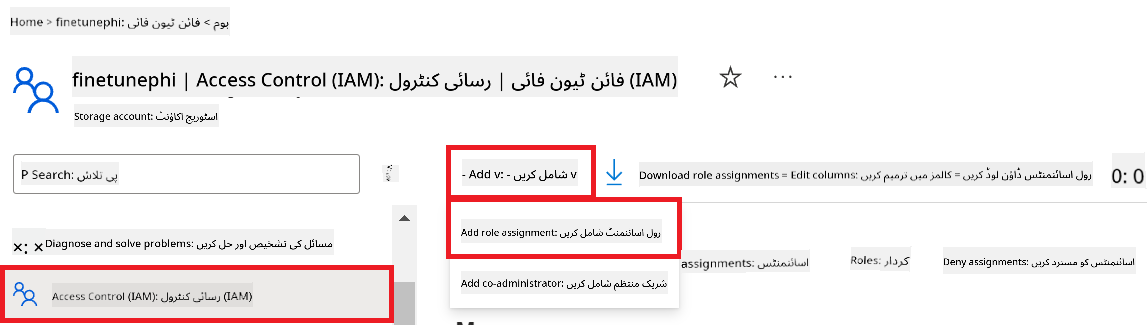 Home > finetunephi: ہوم > فائن ٹیون فائی
finetunephi | Access Control (IAM): فائن ٹیون فائی | رسائی کنٹرول (IAM)
Storage account: اسٹوریج اکاؤنٹ
P Search: پی تلاش
- Add v: - شامل کریں v
Download role assignments = Edit columns: رول اسائنمنٹس ڈاؤن لوڈ کریں = کالمز میں ترمیم کریں
0: 0
Add role assignment: رول اسائنمنٹ شامل کریں
×: × Diagnose and solve problems: مسائل کی تشخیص اور حل کریں
assignments: اسائنمنٹس
Roles: کردار
Deny assignments: اسائنمنٹس کو مسترد کریں
Add co-administrator: شریک منتظم شامل کریں
Access Control (IAM): رسائی کنٹرول (IAM)